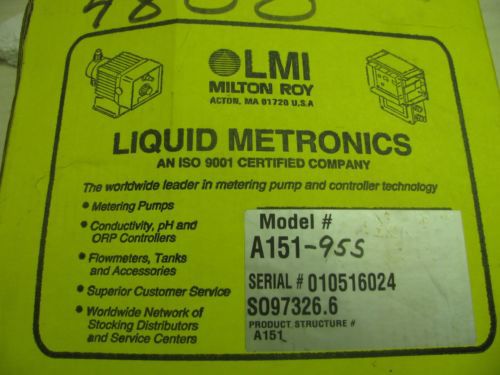 4800
LMI
MILTON ROY
ACTON, MA 01720 U.S.A
LIQUID METRONICS
AN ISO 9001 CERTIFIED COMPANY
The worldwide leader in metering pump and controller technology
• Metering Pumps
• Conductivity, pH and
ORP Controllers
• Flowmeters, Tanks
and Accessories
• Superior Customer Service
• Worldwide Network of
Stocking Distributors
and Service Centers
Model #
A151-95S
SERIAL # 010516024
SO97326.6
PRODUCT STRUCTURE #
A151